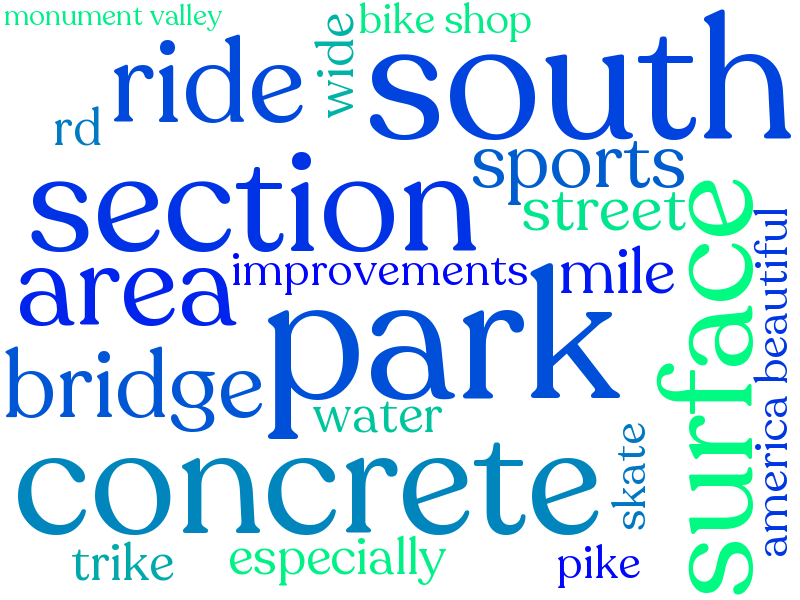 monument valley
bike shop
wide
ride
south
rd
sports
section
street
surface
america beautiful
area
improvements
mile
park
bridge
water
concrete
skate
trike
especially
pike